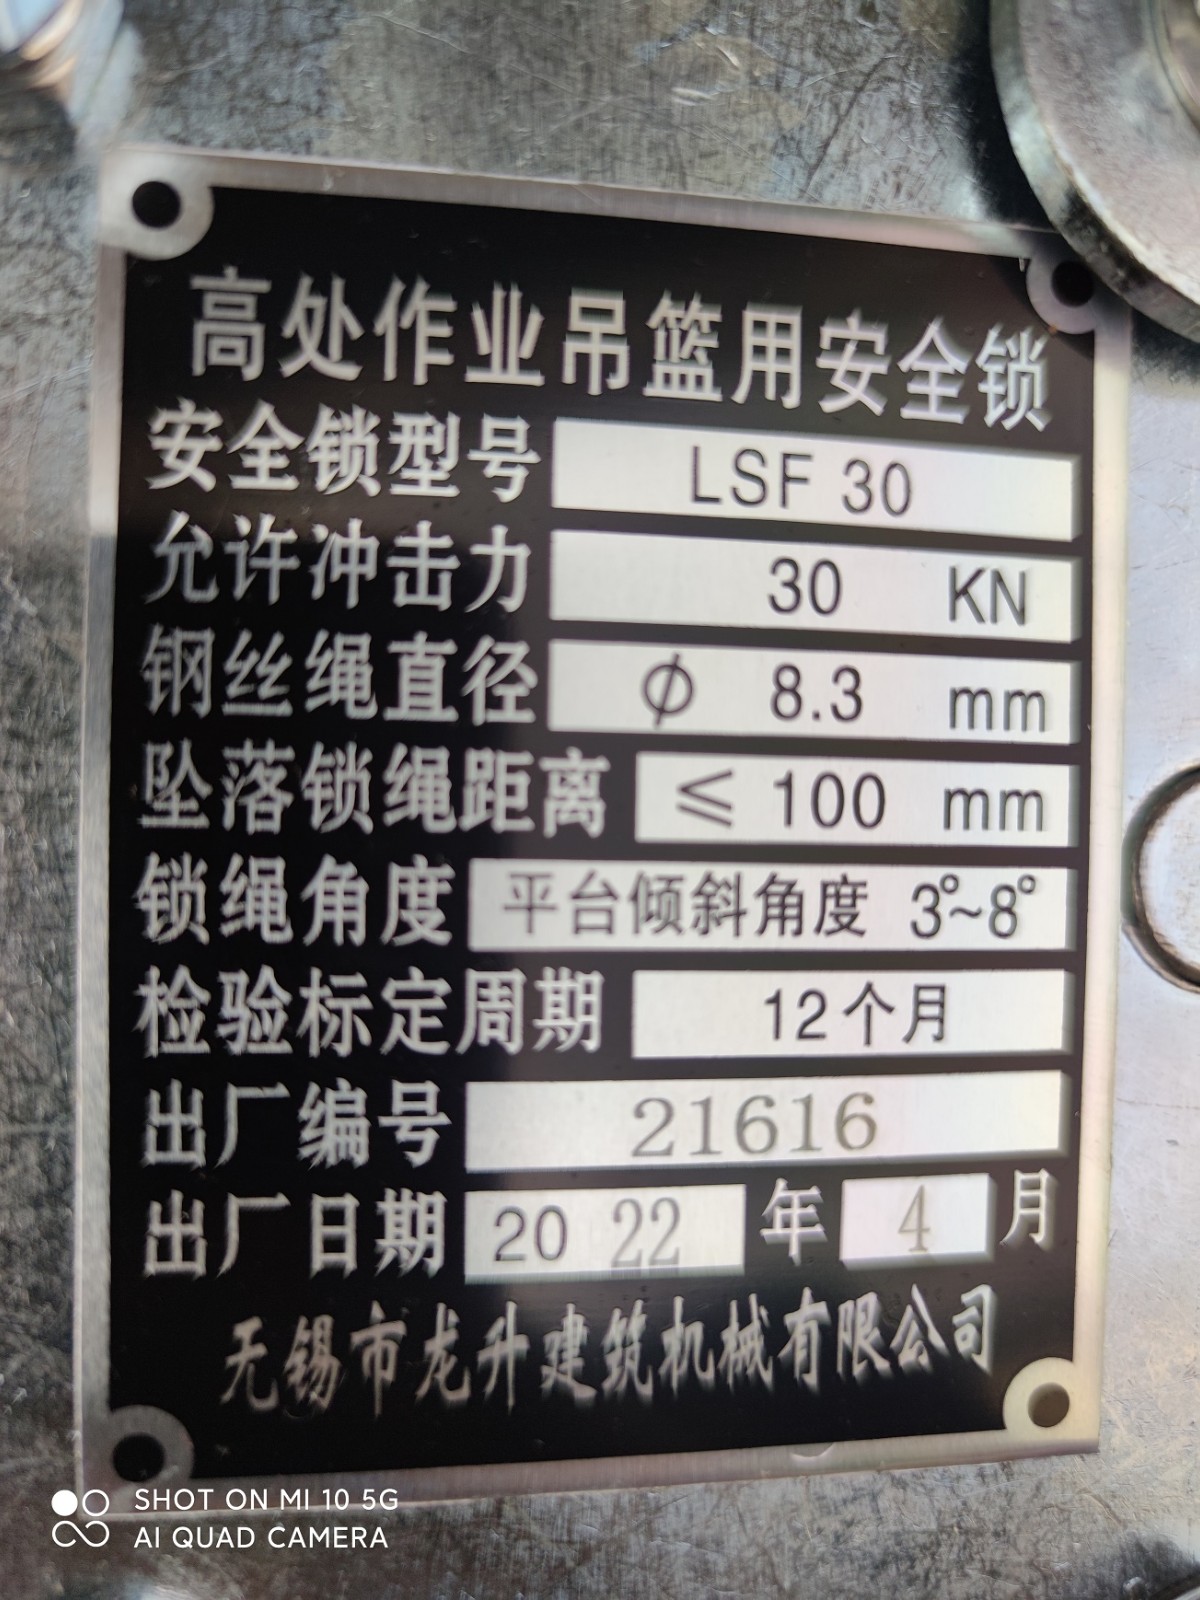 高处作业吊篮用安全锁
安全锁型号 LSF 30
允许冲击力 30 KN
钢丝绳直径 ϕ 8.3 mm
坠落锁绳距离 ≤ 100 mm
锁绳角度 平台倾斜角度 3°~8°
检验标定周期 12个月
出厂编号 21616
出厂日期 2022 年 4 月
无锡市龙升建筑机械有限公司
SHOT ON MI 10 5G
AI QUAD CAMERA